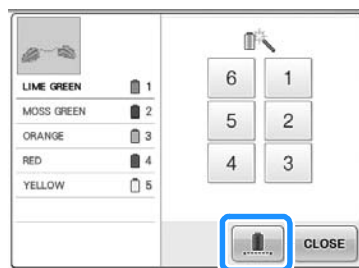 LIME GREEN 1
MOSS GREEN 2
ORANGE 3
RED 4
YELLOW 5
6 1
5 2
4 3
CLOSE